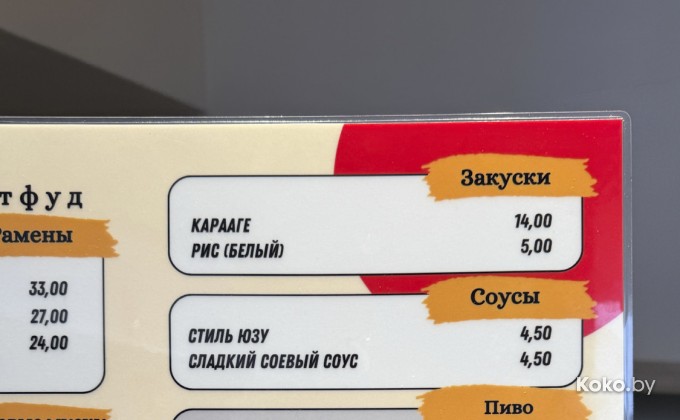 тфуд
Рамены
33,00
27,00
24,00
Закуски
КАРААГЕ 14,00
РИС (БЕЛЫЙ) 5,00
Соусы
СТИЛЬ ЮЗУ 4,50
СЛАДКИЙ СОЕВЫЙ СОУС 4,50
Пиво
Koko.by